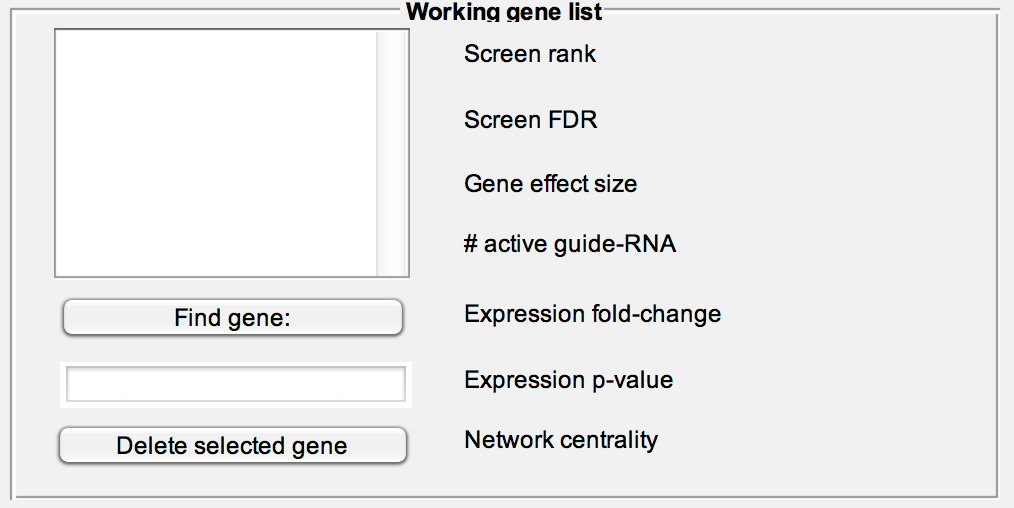 Working gene list
Screen rank
Screen FDR
Gene effect size
# active guide-RNA
Find gene:
Expression fold-change
Expression p-value
Delete selected gene
Network centrality